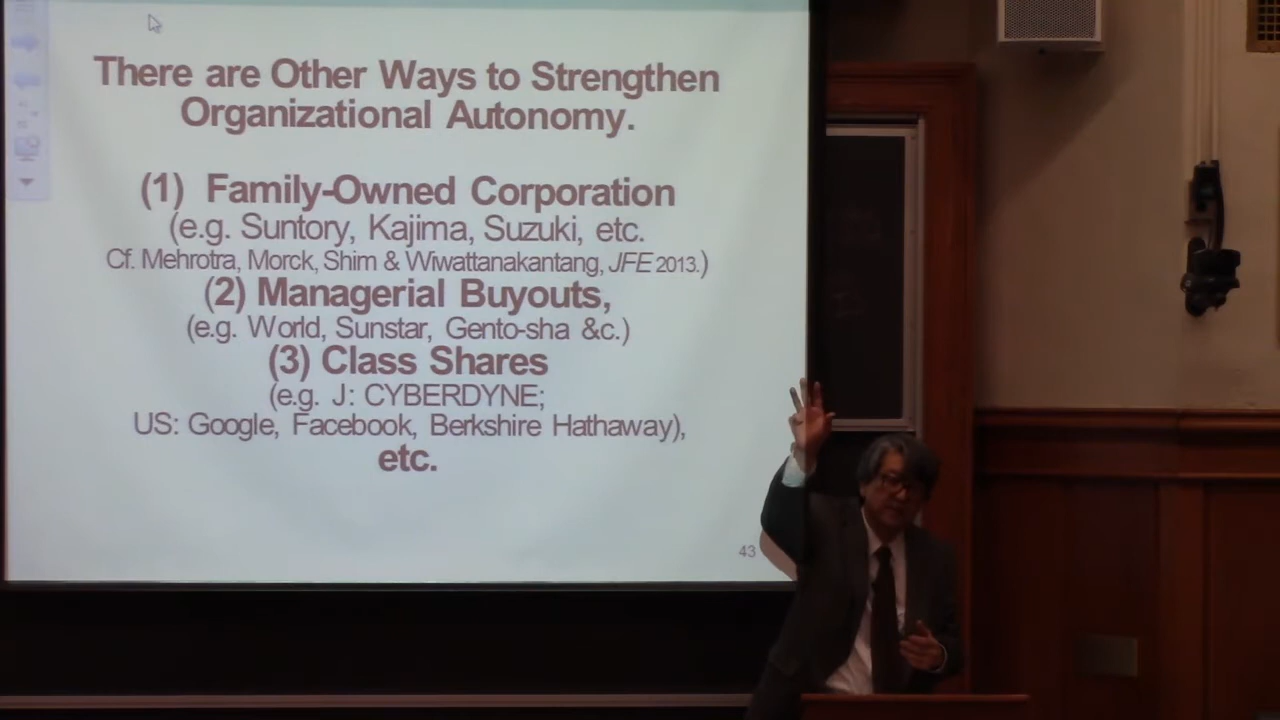 There are Other Ways to Strengthen
Organizational Autonomy.
(1) Family-Owned Corporation
(e.g. Suntory, Kajima, Suzuki, etc.
Cf. Mehrotra, Morck, Shim & Wiwattanakantang, JFE 2013.)
(2) Managerial Buyouts,
(e.g. World, Sunstar, Gento-sha &c.)
(3) Class Shares
(e.g. J: CYBERDYNE;
US: Google, Facebook, Berkshire Hathaway),
etc.
43